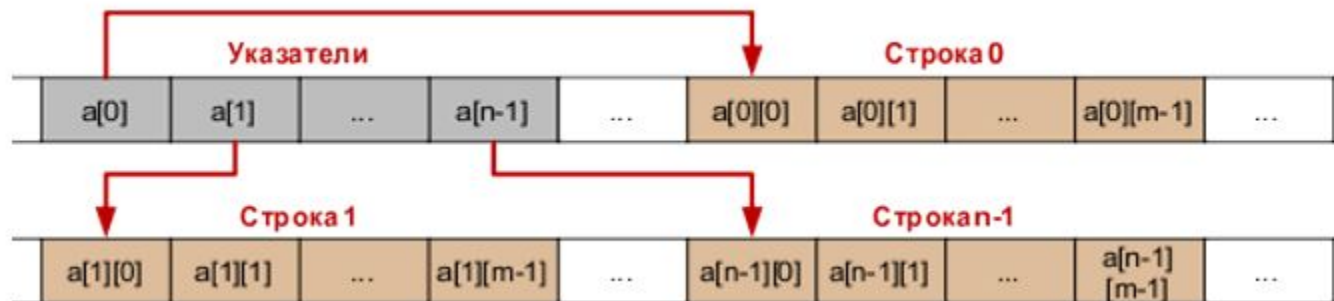 Указатели Строка 0
a[0] a[1] ... a[n-1] ... a[0][0] a[0][1] ... a[0][m-1] ...
Строка 1 Строка n-1
a[1][0] a[1][1] ... a[1][m-1] ... a[n-1][0] a[n-1][1] ... a[n-1] ...
[m-1]